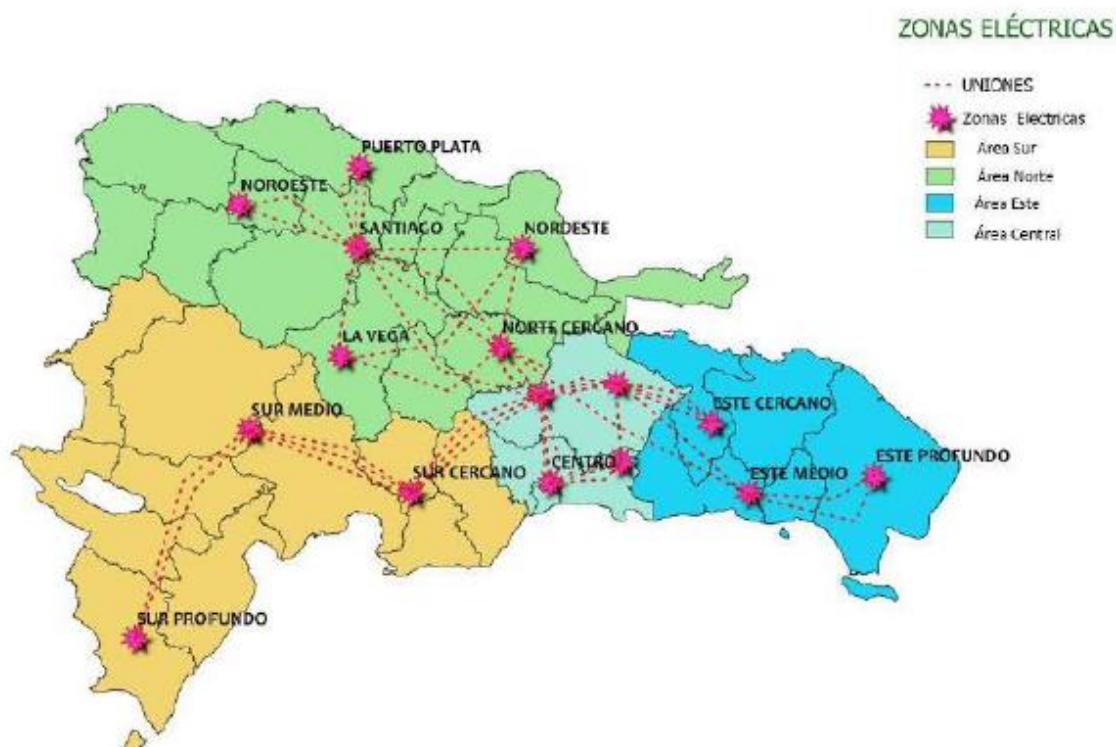 ZONAS ELÉCTRICAS
UNIONES
Zonas Electricas
Área Sur
Área Norte
Área Este
Área Central
PUERTO PLATA
NOROESTE
SANTIAGO
NORDESTE
LA VEGA
NORTE CERCANO
SUR MEDIO
ESTE CERCANO
SUR CERCANO
CENTRO
ESTE MEDIO
ESTE PROFUNDO
SUR PROFUNDO